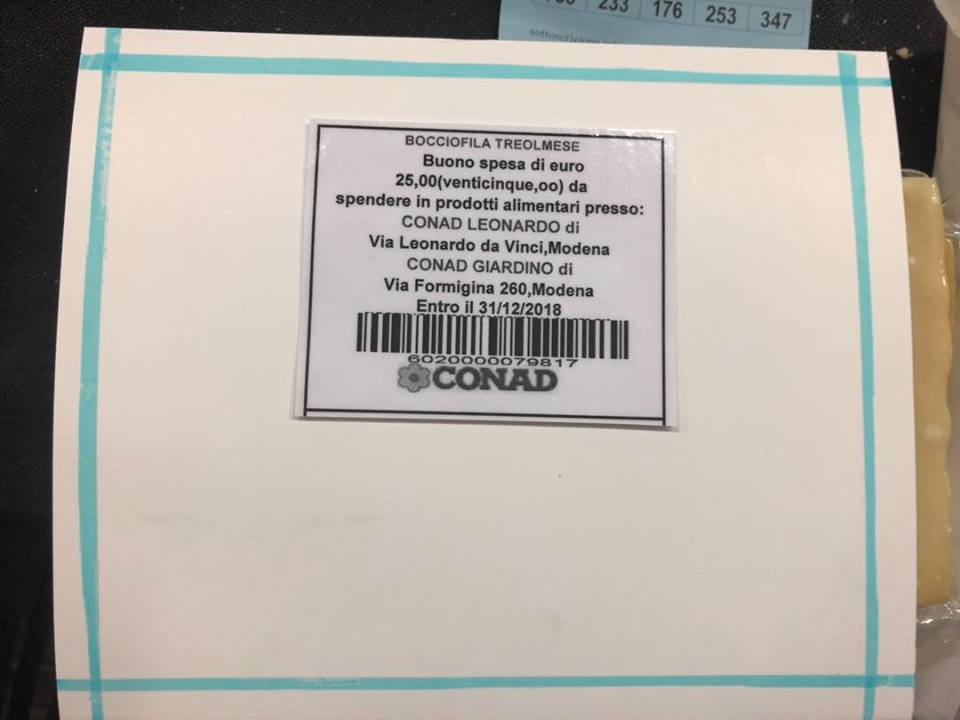 233 176 253 347
BOCCIOFILA TREOLMESE
Buono spesa di euro
25,00(venticinque,oo) da
spendere in prodotti alimentari presso:
CONAD LEONARDO di
Via Leonardo da Vinci,Modena
CONAD GIARDINO di
Via Formigina 260,Modena
Entro il 31/12/2018
6020000079817
CONAD